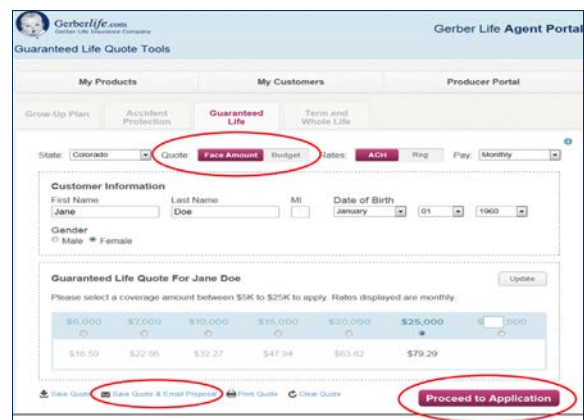 Gerberlife.com
Gerber Life Insurance Company
Gerber Life Agent Portal
Guaranteed Life Quote Tools
My Products My Customers Producer Portal
Grow-Up Plan Accident Protection Guaranteed Life Term and Whole Life
State: Colorado Quote: Face Amount Budget Rates: ACH Reg Pay: Monthly
Customer Information
First Name Last Name MI Date of Birth
Jane Doe January 01 1960
Gender
Male Female
Guaranteed Life Quote For Jane Doe Update
Please select a coverage amount between $5K to $25K to apply. Rates displayed are monthly.
$5,000 $7,000 $10,000 $15,000 $20,000 $25,000 $ ,000
$16.59 $22.86 $32.27 $47.94 $63.62 $79.29
Save Quote Save Quote & Email Proposal Print Quote Clear Quote Proceed to Application